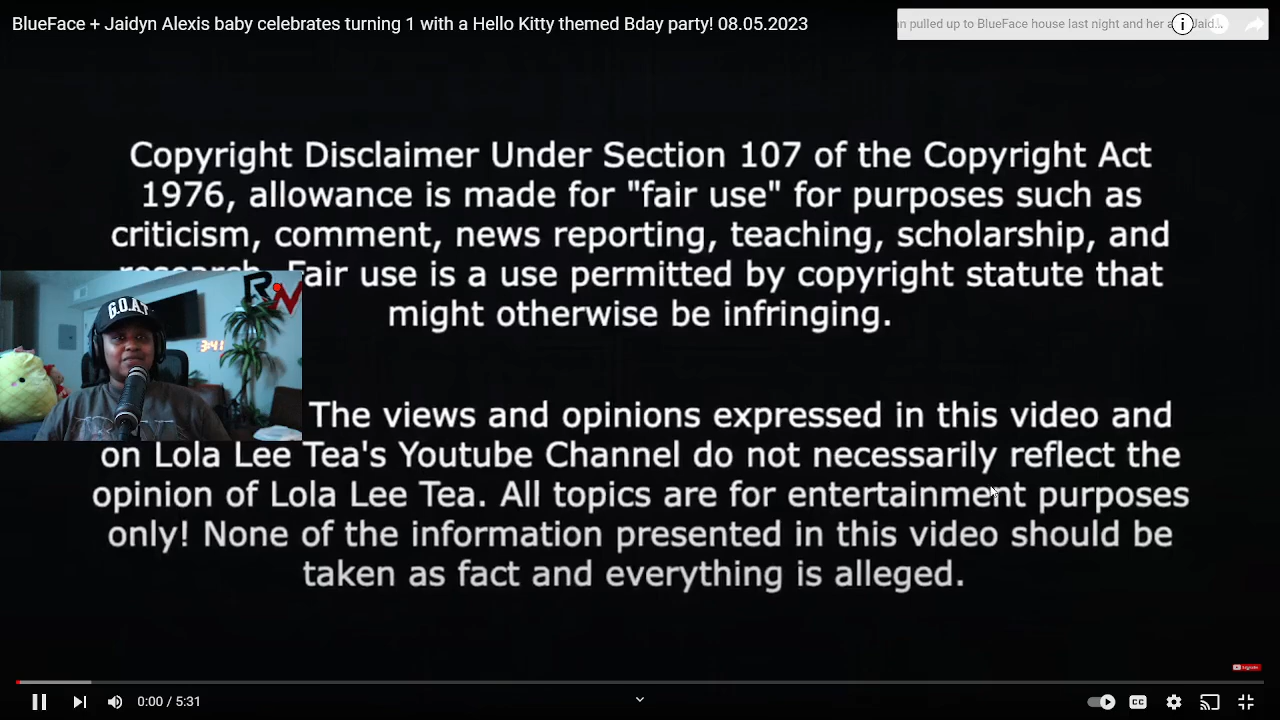 BlueFace + Jaidyn Alexis baby celebrates turning 1 with a Hello Kitty themed Bday party! 08.05.2023
pulled up to BlueFace house last night and her a Jaid...
Copyright Disclaimer Under Section 107 of the Copyright Act
1976, allowance is made for "fair use" for purposes such as
criticism, comment, news reporting, teaching, scholarship, and
Fair use is a use permitted by copyright statute that
might otherwise be infringing.
G.O.A.T
RN
3:41
The views and opinions expressed in this video and
on Lola Lee Tea's Youtube Channel do not necessarily reflect the
opinion of Lola Lee Tea. All topics are for entertainment purposes
only! None of the information presented in this video should be
taken as fact and everything is alleged.
0:00 / 5:31
CC